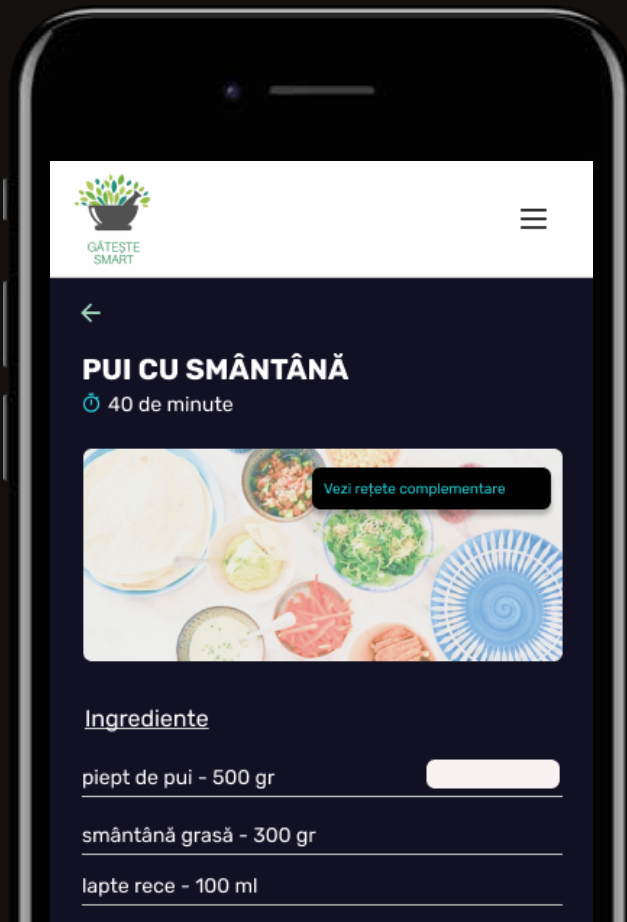 GĂTEȘTE
SMART
PUI CU SMÂNTÂNĂ
40 de minute
Vezi rețete complementare
Ingrediente
piept de pui - 500 gr
smântână grasă - 300 gr
lapte rece - 100 ml